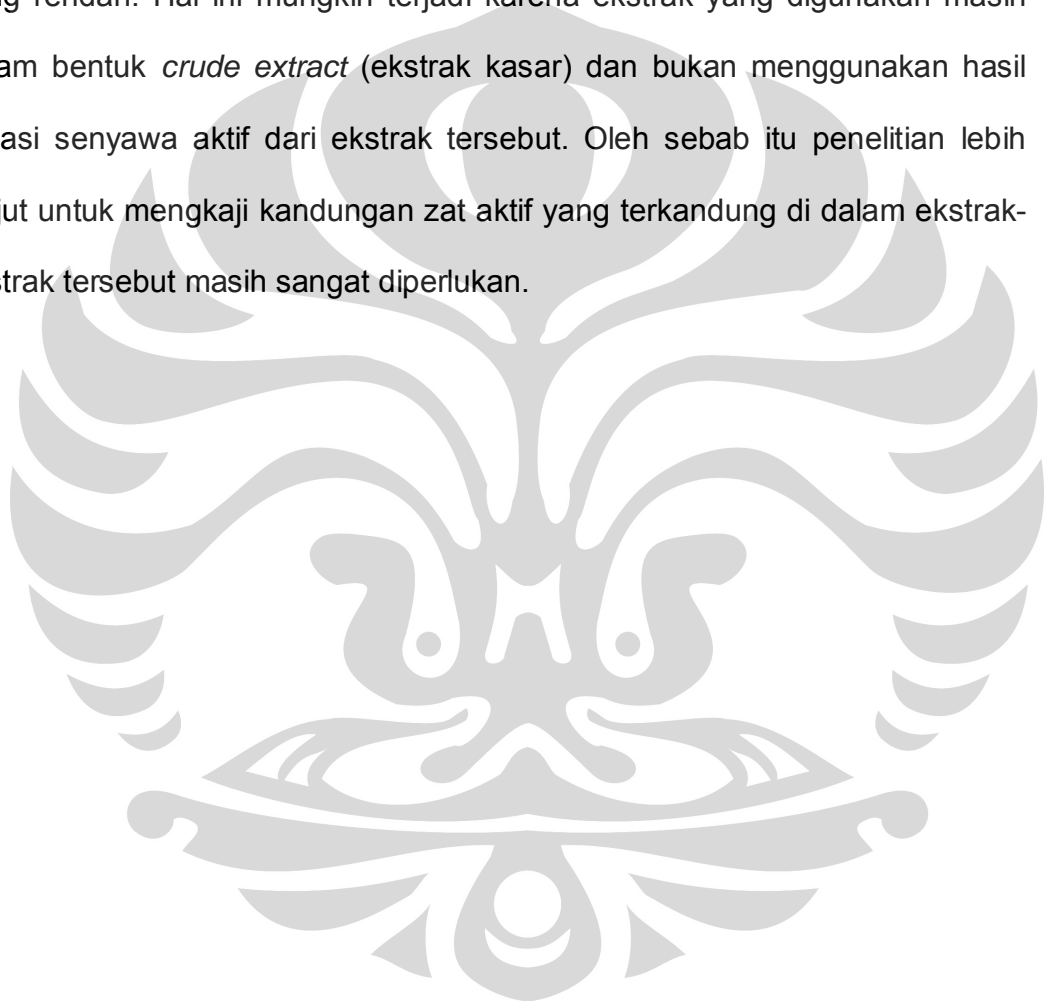 ng rendah. Hal ini mungkin terjadi karena ekstrak yang digunakan masih
am bentuk crude extract (ekstrak kasar) dan bukan menggunakan hasil
asi senyawa aktif dari ekstrak tersebut. Oleh sebab itu penelitian lebih
jut untuk mengkaji kandungan zat aktif yang terkandung di dalam ekstrak-
strak tersebut masih sangat diperlukan.